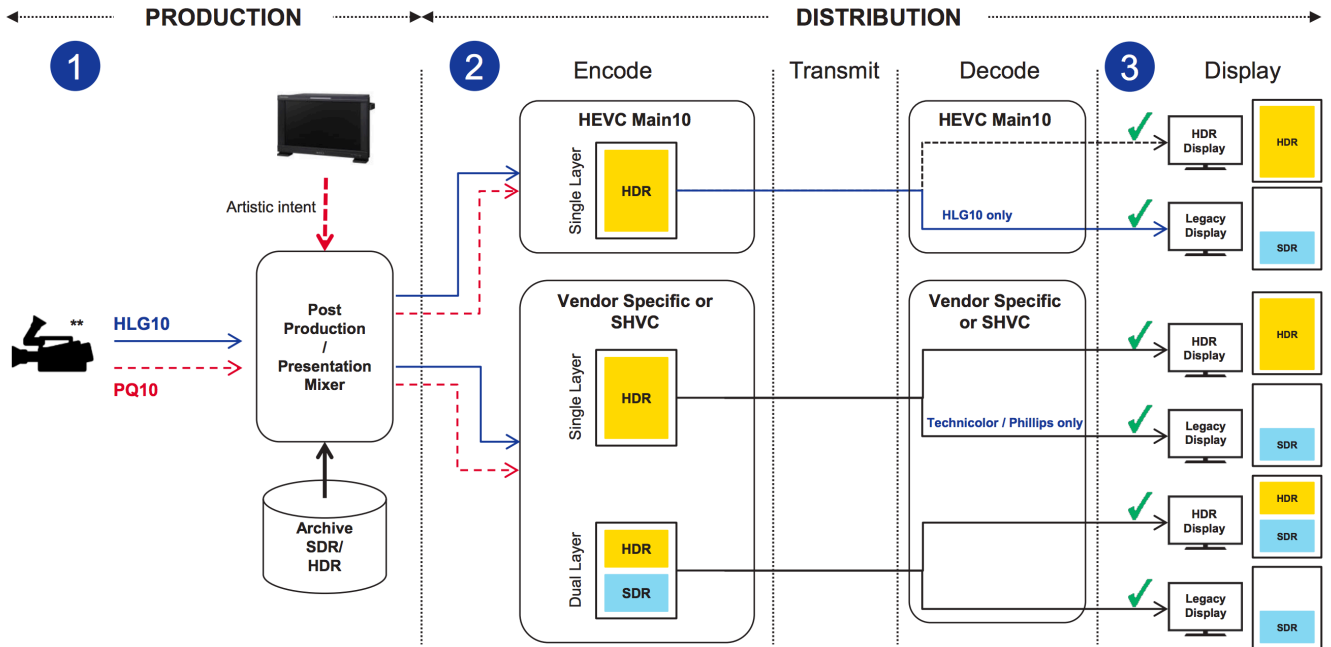 PRODUCTION
DISTRIBUTION
1
2
Encode
Transmit
Decode
3
Display
Artistic intent
**
HLG10
PQ10
Post
Production
/
Presentation
Mixer
Archive
SDR/
HDR
HEVC Main10
Single Layer
HDR
Vendor Specific or
SHVC
Single Layer
HDR
Dual Layer
HDR
SDR
HEVC Main10
HLG10 only
Vendor Specific
or SHVC
Technicolor / Phillips only
HDR
Display
HDR
Legacy
Display
SDR
HDR
Display
HDR
Legacy
Display
SDR
HDR
Display
HDR
SDR
Legacy
Display
SDR